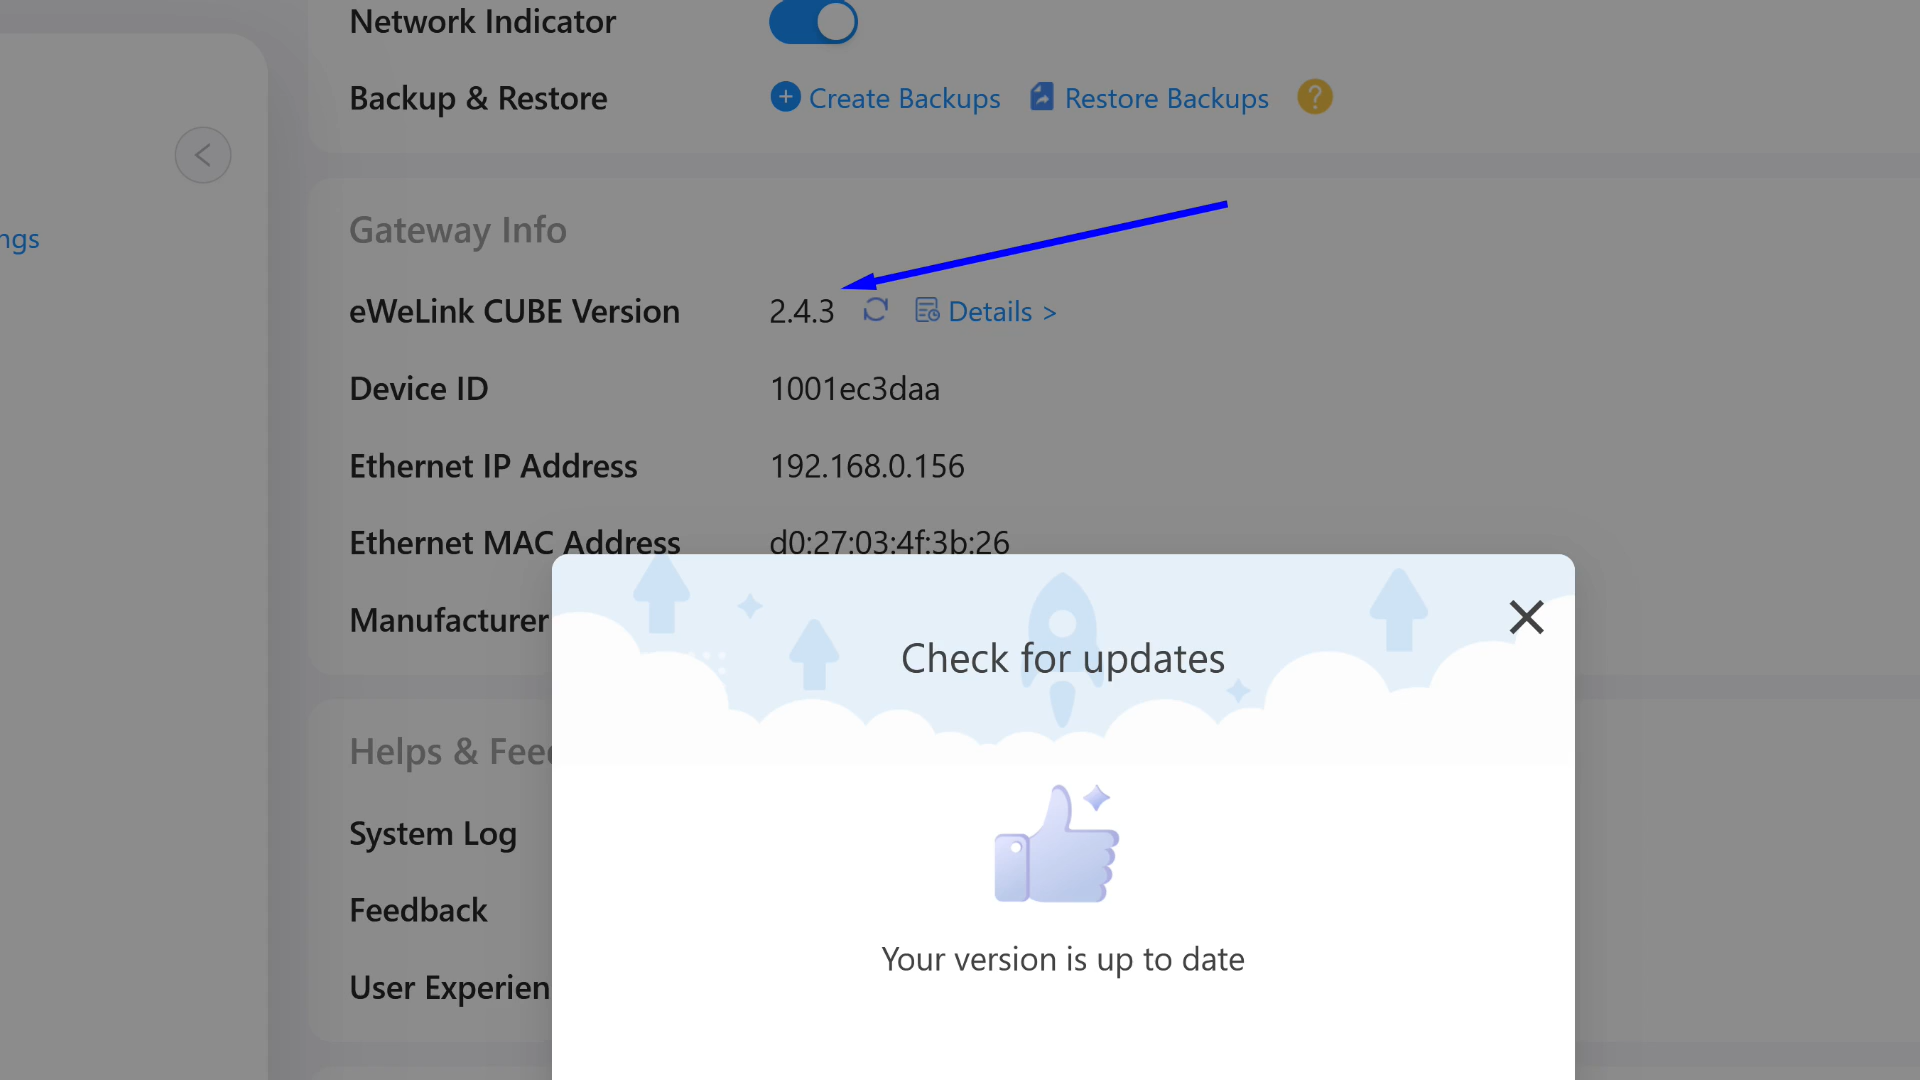 Network Indicator
Backup & Restore Create Backups Restore Backups ?
ngs
Gateway Info
eWeLink CUBE Version 2.4.3 Details >
Device ID 1001ec3daa
Ethernet IP Address 192.168.0.156
Ethernet MAC Address d0:27:03:4f:3b:26
Manufacturer
Check for updates
Helps & Feed
System Log
Feedback
Your version is up to date
User Experien